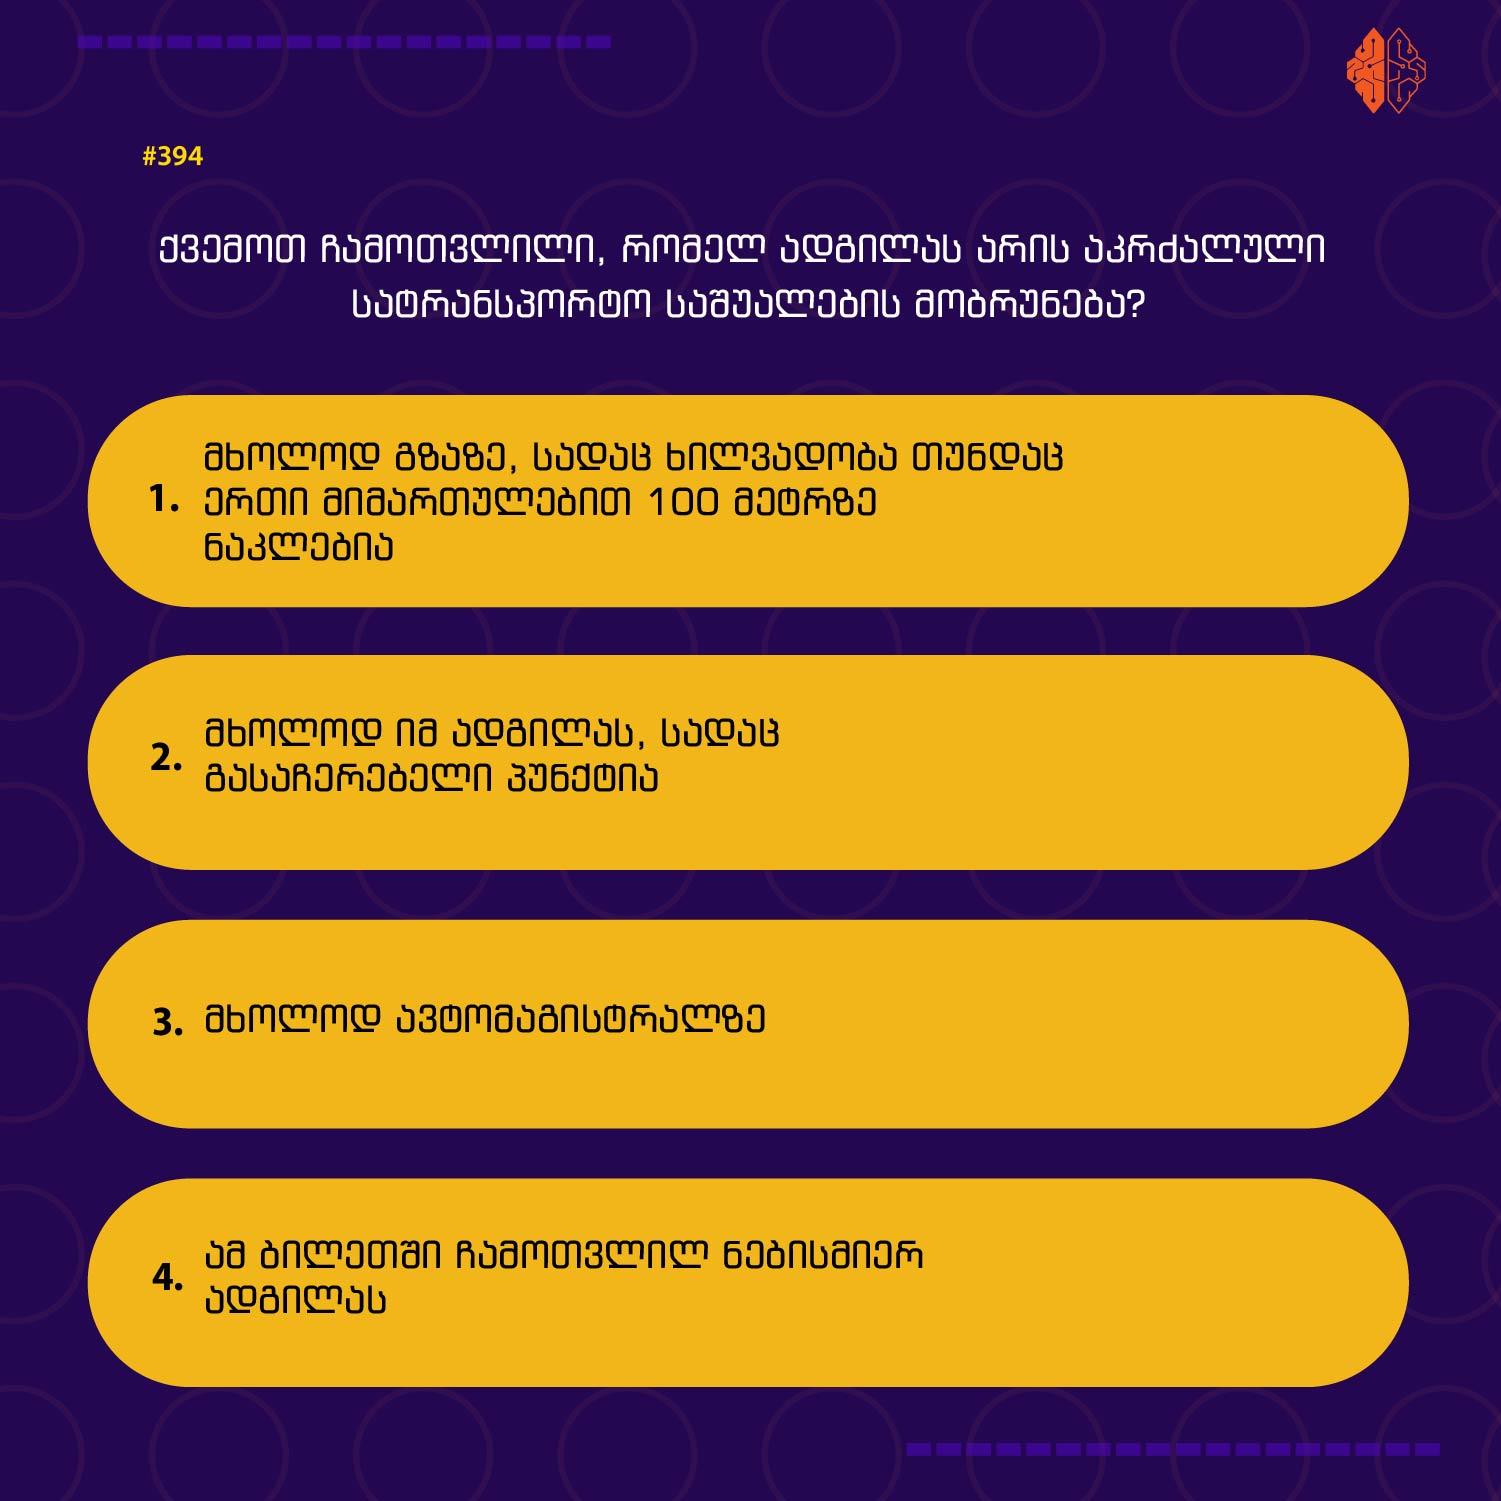 #394
ქვემოთ ჩამოთვლილი, რომელ ადგილას არის აკრძალული
სატრანსპორტო საშუალების მობრუნება?
მხოლოდ გზაზე, სადაც ხილვადობა თუნდაც
1. ერთი მიმართულებით 100 მეტრზე
ნაკლებია
მხოლოდ იმ ადგილას, სადაც
2. გასაჩერებელი პუნქტია
3. მხოლოდ ავტომაგისტრალზე
ამ ბილეთში ჩამოთვლილ ნებისმიერ
4. ადგილას